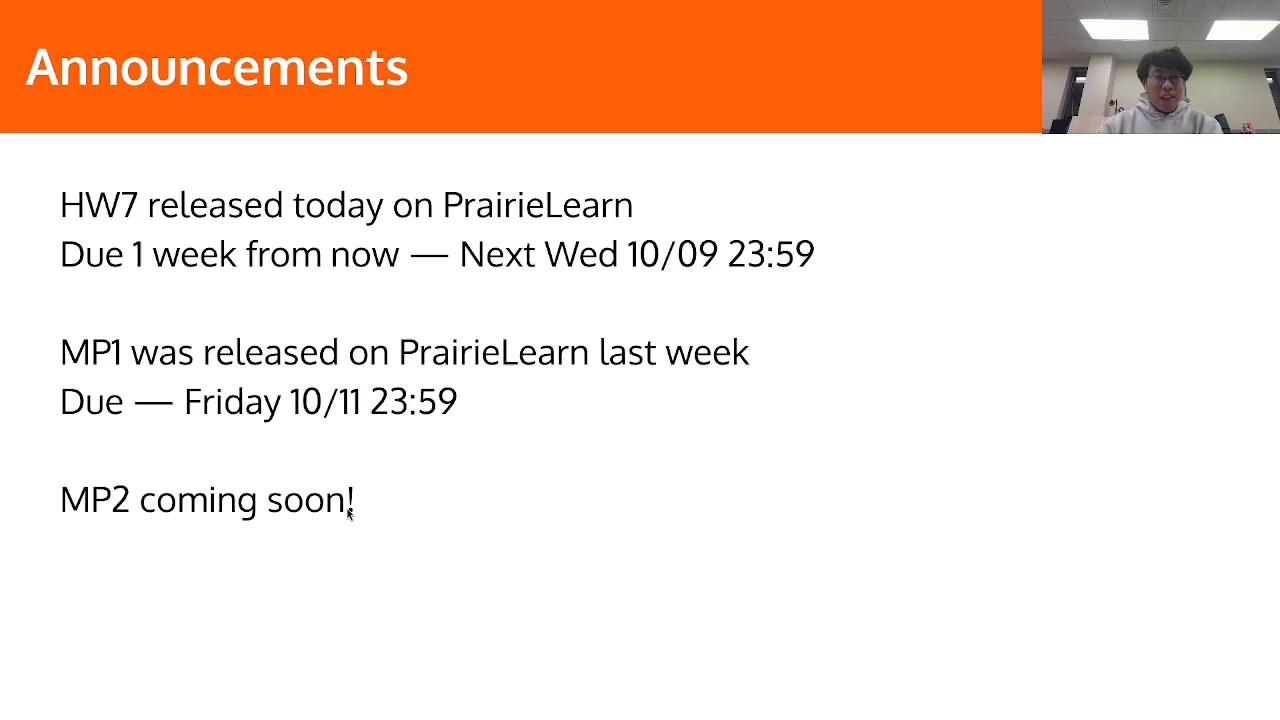 Announcements
HW7 released today on PrairieLearn
Due 1 week from now — Next Wed 10/09 23:59
MP1 was released on PrairieLearn last week
Due — Friday 10/11 23:59
MP2 coming soon!